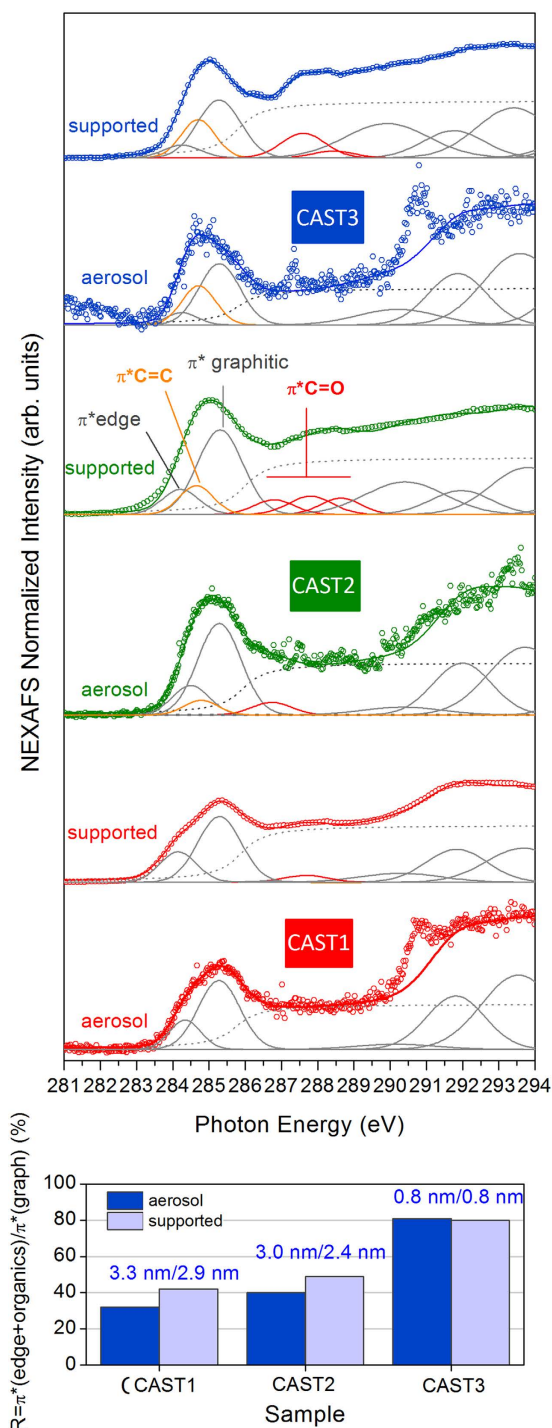 supported
CAST3
aerosol
π*C=C
π* graphitic
π*C=O
π*edge
supported
CAST2
aerosol
supported
CAST1
aerosol
NEXAFS Normalized Intensity (arb. units)
281 282 283 284 285 286 287 288 289 290 291 292 293 294
Photon Energy (eV)
R=π*(edge+organics)/π*(graph) (%)
100
80
60
40
20
0
aerosol
supported
0.8 nm/0.8 nm
3.0 nm/2.4 nm
3.3 nm/2.9 nm
( CAST1 CAST2 CAST3
Sample